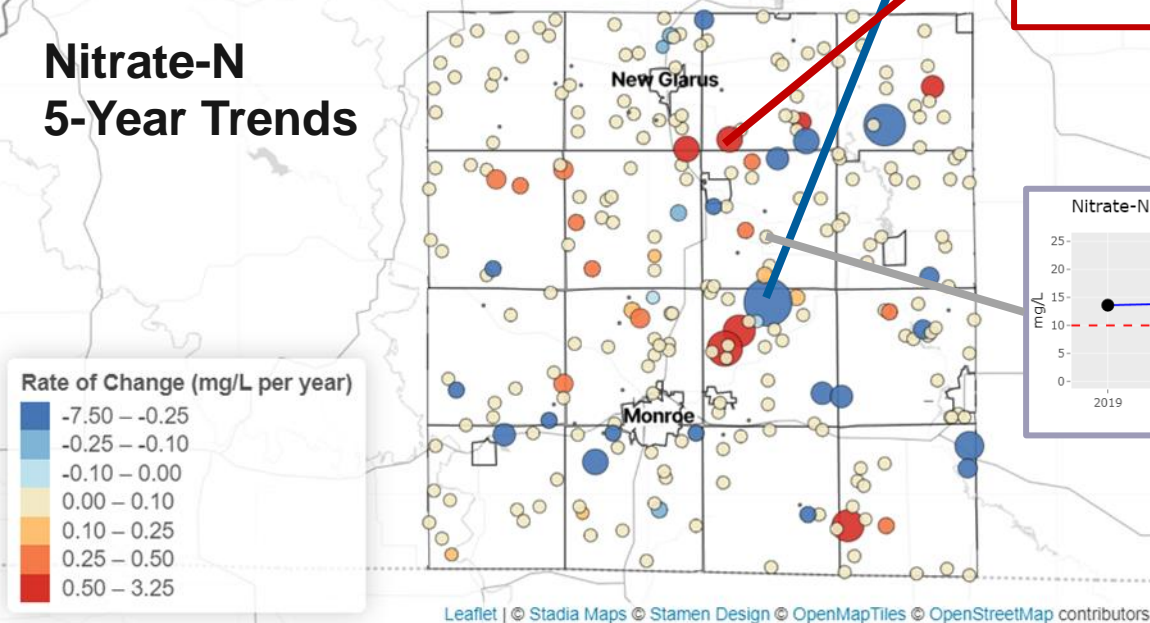 Nitrate-N
5-Year Trends
New Glarus
Nitrate-N
25
20
15
10
5
0
mg/L
2019
Rate of Change (mg/L per year)
-7.50 – -0.25
-0.25 – -0.10
-0.10 – 0.00
0.00 – 0.10
0.10 – 0.25
0.25 – 0.50
0.50 – 3.25
Monroe
Leaflet | © Stadia Maps © Stamen Design © OpenMapTiles © OpenStreetMap contributors